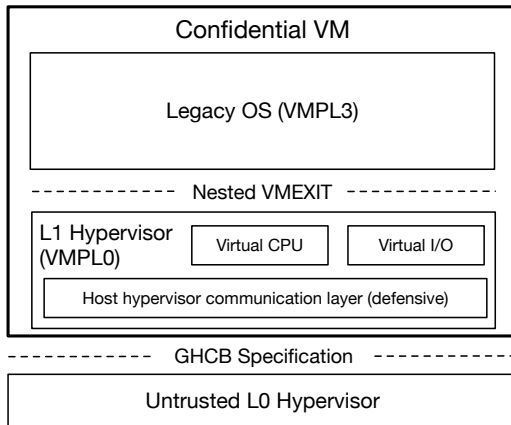 Confidential VM
Legacy OS (VMPL3)
Nested VMEXIT
L1 Hypervisor
(VMPL0)
Virtual CPU
Virtual I/O
Host hypervisor communication layer (defensive)
GHCB Specification
Untrusted L0 Hypervisor